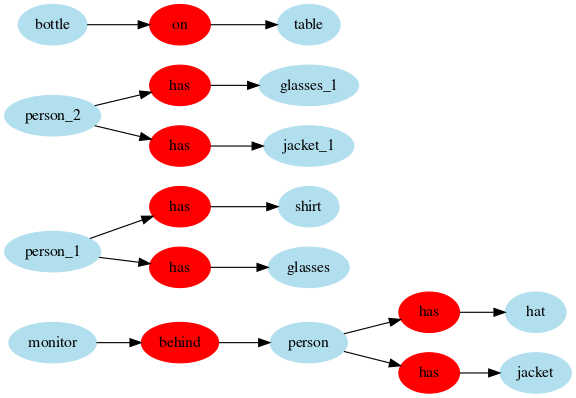 bottle on table
has glasses_1
person_2
has jacket_1
has shirt
person_1
has glasses
has hat
monitor behind person
has jacket